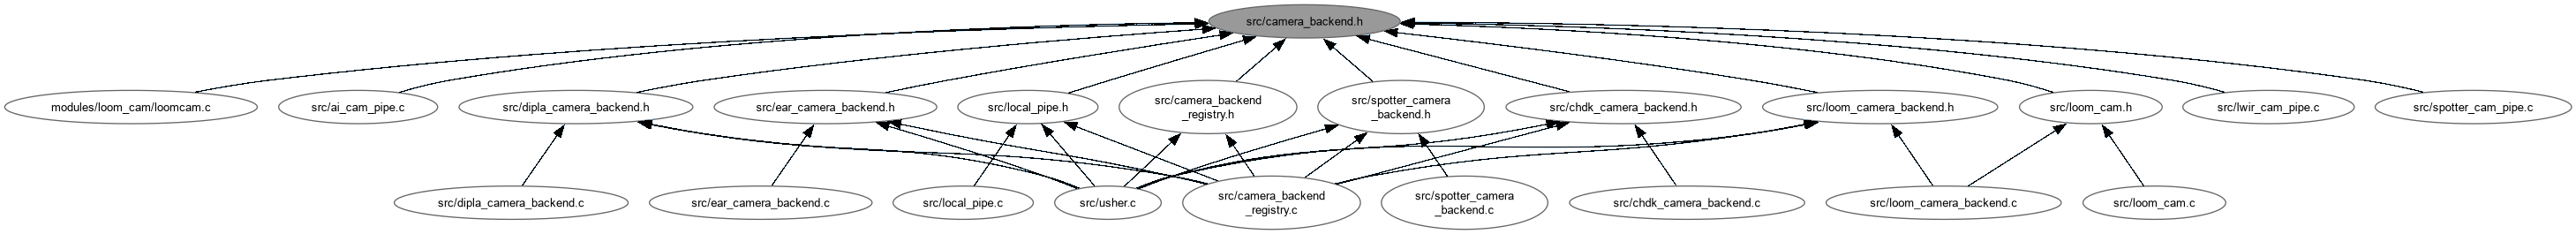 src/camera_backend.h
modules/loom_cam/loomcam.c
src/ai_cam_pipe.c
src/dipla_camera_backend.h
src/ear_camera_backend.h
src/local_pipe.h
src/camera_backend
_registry.h
src/spotter_camera
_backend.h
src/chdk_camera_backend.h
src/loom_camera_backend.h
src/loom_cam.h
src/lwir_cam_pipe.c
src/spotter_cam_pipe.c
src/dipla_camera_backend.c
src/ear_camera_backend.c
src/local_pipe.c
src/usher.c
src/camera_backend
_registry.c
src/spotter_camera
_backend.c
src/chdk_camera_backend.c
src/loom_camera_backend.c
src/loom_cam.c